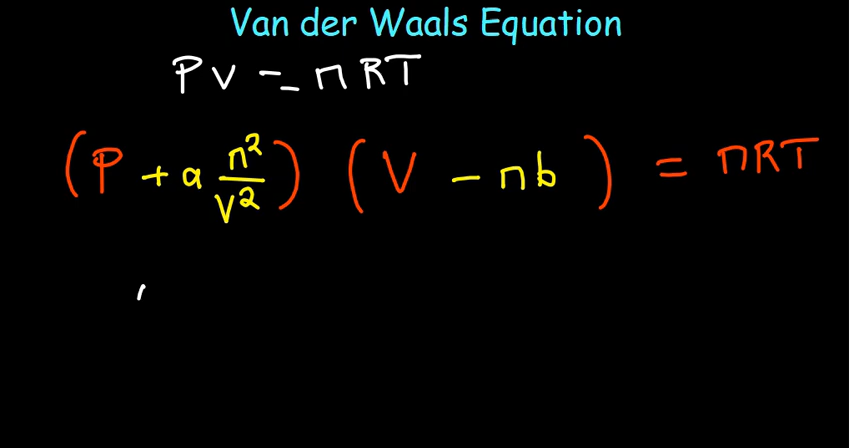 Van der Waals Equation
PV = nRT
(P + a n²/V²) (V - nb) = nRT